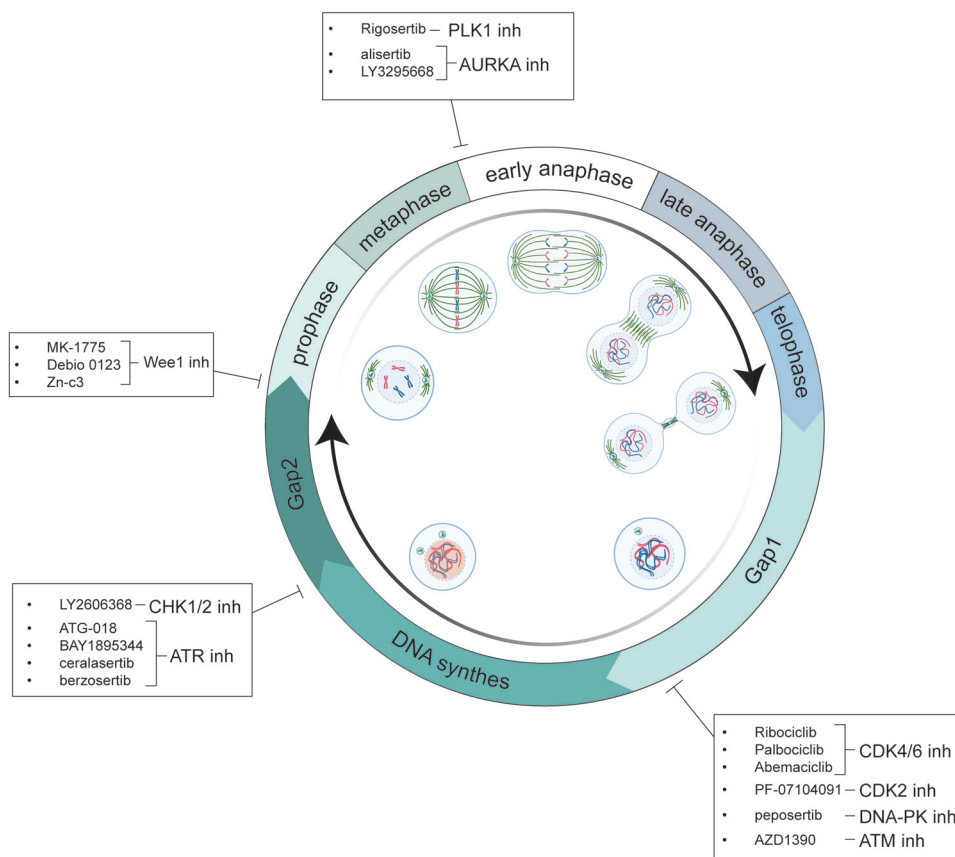 • Rigosertib — PLK1 inh
• alisertib
• LY3295668
AURKA inh
early anaphase
metaphase
late anaphase
prophase
telophase
• MK-1775
• Debio 0123
• Zn-c3
Wee1 inh
Gap2
Gap1
DNA synthes
• LY2606368 — CHK1/2 inh
• ATG-018
• BAY1895344
• ceralasertib
• berzosertib
ATR inh
• Ribociclib
• Palbociclib
• Abemaciclib
CDK4/6 inh
• PF-07104091 — CDK2 inh
• peposertib — DNA-PK inh
• AZD1390 — ATM inh